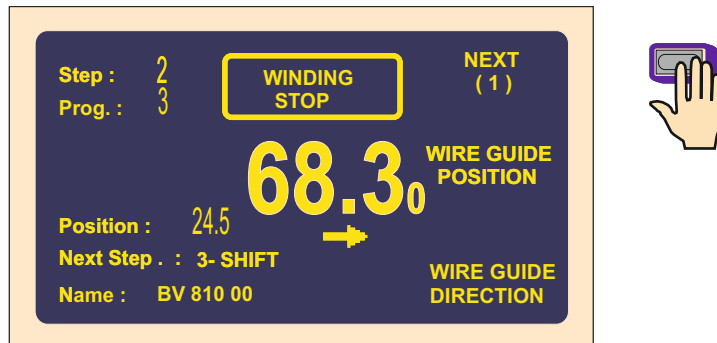 Step : 2
Prog. : 3
WINDING
STOP
NEXT
( 1 )
68.30
WIRE GUIDE
POSITION
Position : 24.5
Next Step . : 3- SHIFT
Name : BV 810 00
WIRE GUIDE
DIRECTION